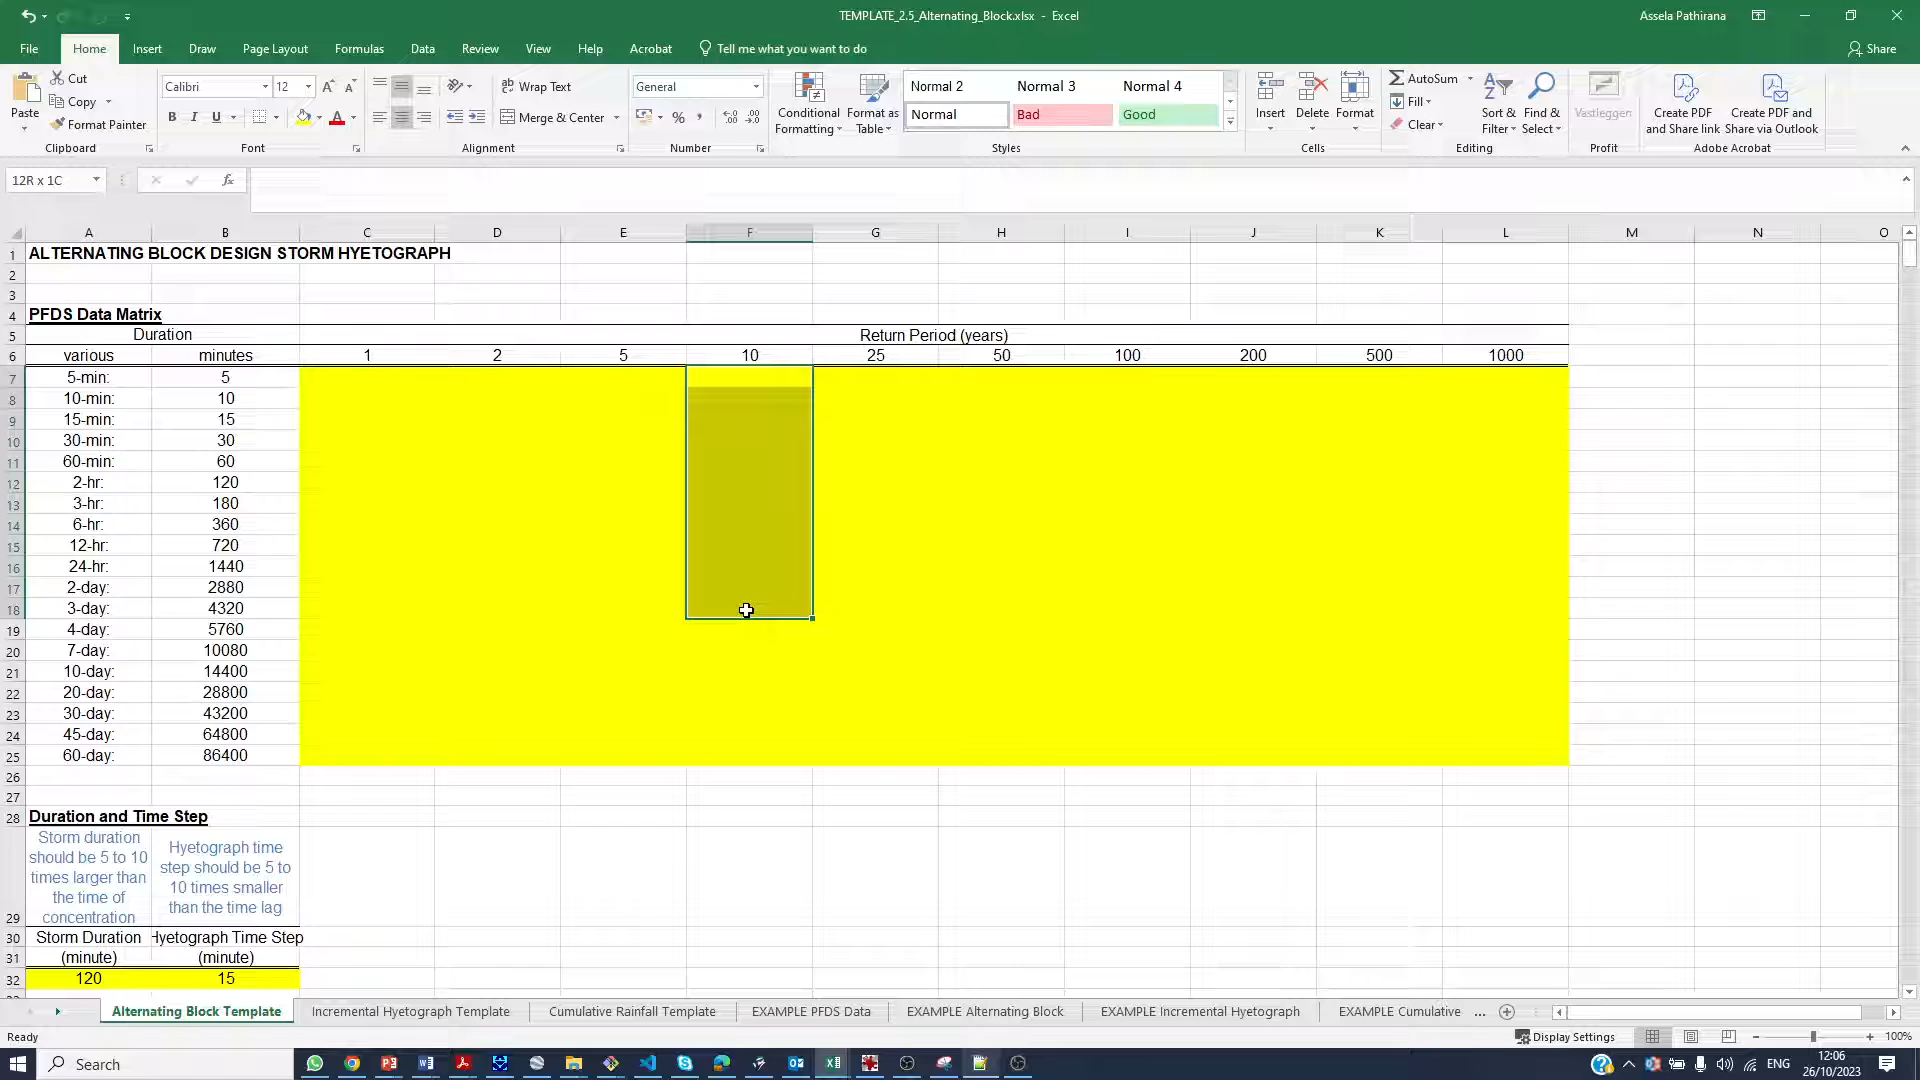 TEMPLATE_2.5_Alternating_Block.xlsx - Excel
Assela Pathirana
File Home Insert Draw Page Layout Formulas Data Review View Help Acrobat Tell me what you want to do Share
Paste
Cut
Copy
Format Painter
Clipboard
Calibri 12
B I U
Font
Wrap Text
Merge & Center
Alignment
General
%
Number
Conditional Formatting
Format as Table
Normal 2 Normal 3 Normal 4
Normal Bad Good
Styles
Insert Delete Format
Cells
AutoSum
Fill
Clear
Sort & Filter
Find & Select
Editing
Vastleggen
Profit
Create PDF and Share link
Create PDF and Share via Outlook
Adobe Acrobat
12R x 1C fx
A B C D E F G H I J K L M N O
1 ALTERNATING BLOCK DESIGN STORM HYETOGRAPH
2
3
4 PFDS Data Matrix
5 Duration Return Period (years)
6 various minutes 1 2 5 10 25 50 100 200 500 1000
7 5-min: 5
8 10-min: 10
9 15-min: 15
10 30-min: 30
11 60-min: 60
12 2-hr: 120
13 3-hr: 180
14 6-hr: 360
15 12-hr: 720
16 24-hr: 1440
17 2-day: 2880
18 3-day: 4320
19 4-day: 5760
20 7-day: 10080
21 10-day: 14400
22 20-day: 28800
23 30-day: 43200
24 45-day: 64800
25 60-day: 86400
26
27
28 Duration and Time Step
Storm duration should be 5 to 10 times larger than the time of concentration
Hyetograph time step should be 5 to 10 times smaller than the time lag
29
30 Storm Duration Hyetograph Time Step
31 (minute) (minute)
32 120 15
Alternating Block Template Incremental Hyetograph Template Cumulative Rainfall Template EXAMPLE PFDS Data EXAMPLE Alternating Block EXAMPLE Incremental Hyetograph EXAMPLE Cumulative ...
Ready Display Settings 100%
Search
ENG
12:06
26/10/2023